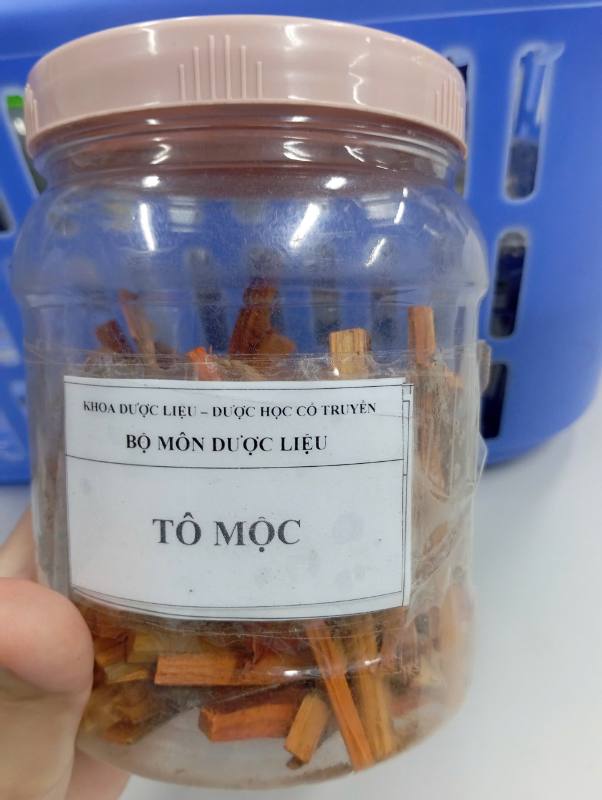 KHOA DƯỢC LIỆU – DƯỢC HỌC CỔ TRUYỀN
BỘ MÔN DƯỢC LIỆU
TÔ MỘC